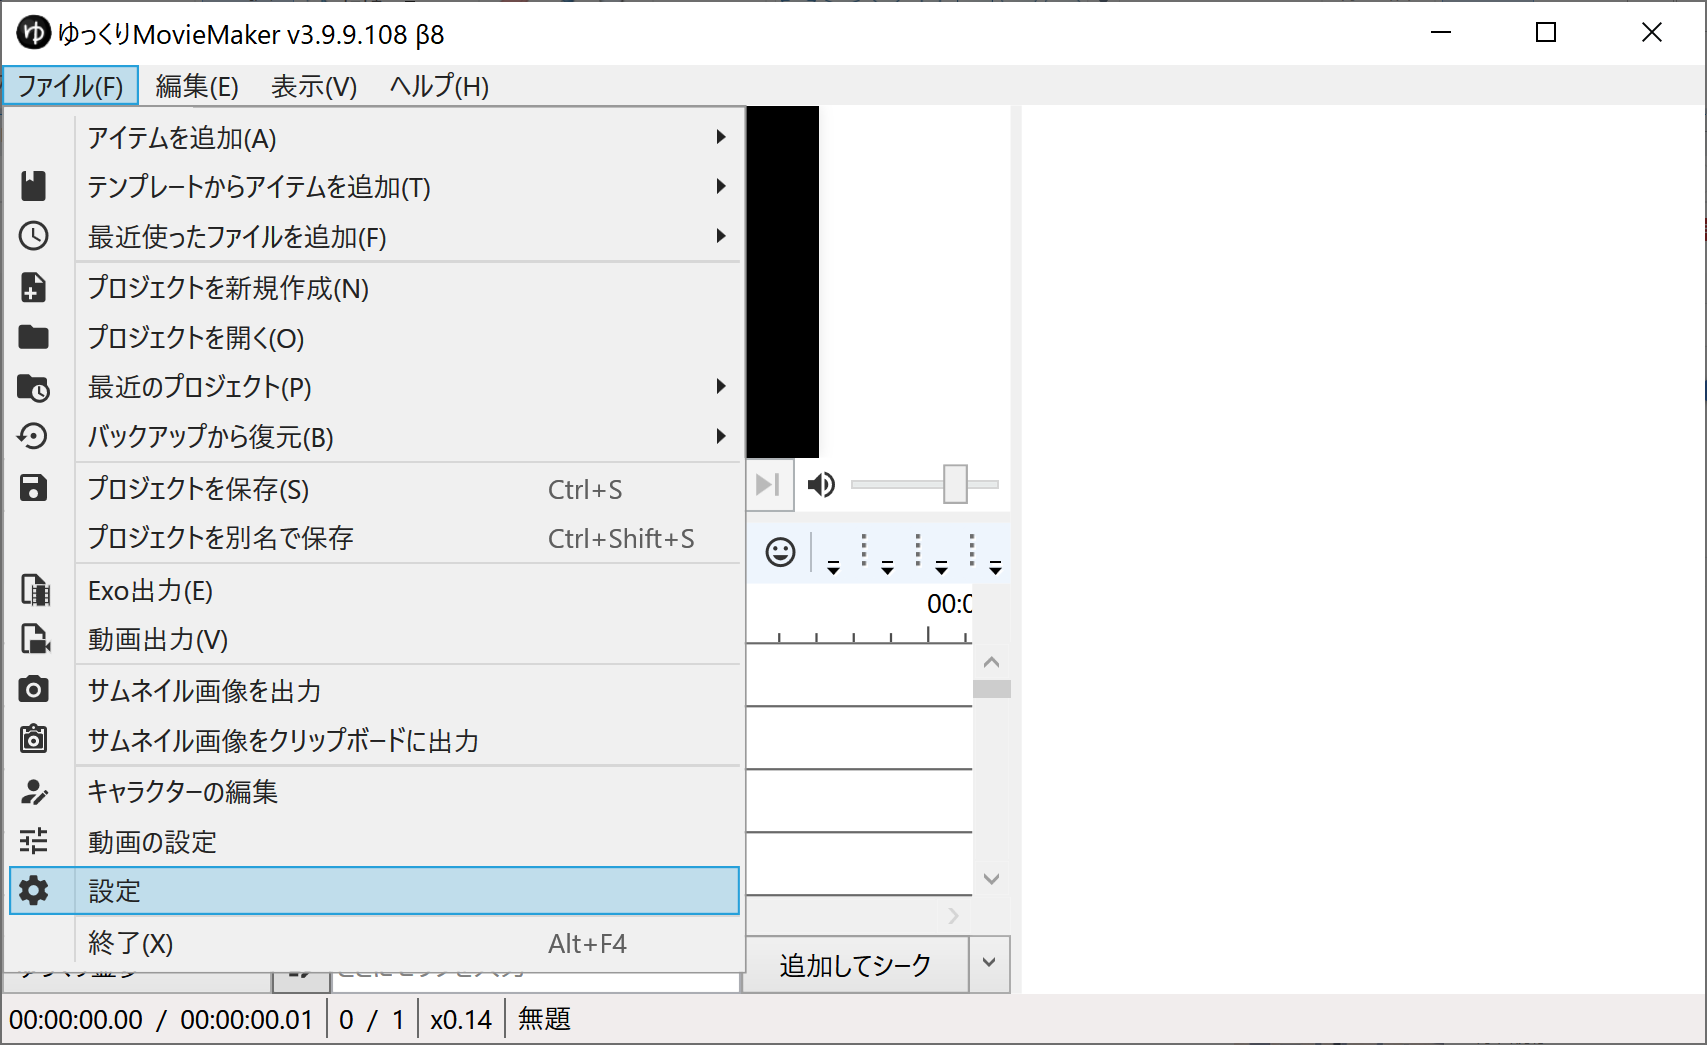 ゆ ゆっくりMovieMaker v3.9.9.108 β8
ファイル(F) 編集(E) 表示(V) ヘルプ(H)
アイテムを追加(A)
テンプレートからアイテムを追加(T)
最近使ったファイルを追加(F)
プロジェクトを新規作成(N)
プロジェクトを開く(O)
最近のプロジェクト(P)
バックアップから復元(B)
プロジェクトを保存(S) Ctrl+S
プロジェクトを別名で保存 Ctrl+Shift+S
Exo出力(E)
動画出力(V)
サムネイル画像を出力
サムネイル画像をクリップボードに出力
キャラクターの編集
動画の設定
設定
終了(X) Alt+F4
00:0
追加してシーク
00:00:00.00 / 00:00:00.01 0 / 1 x0.14 無題